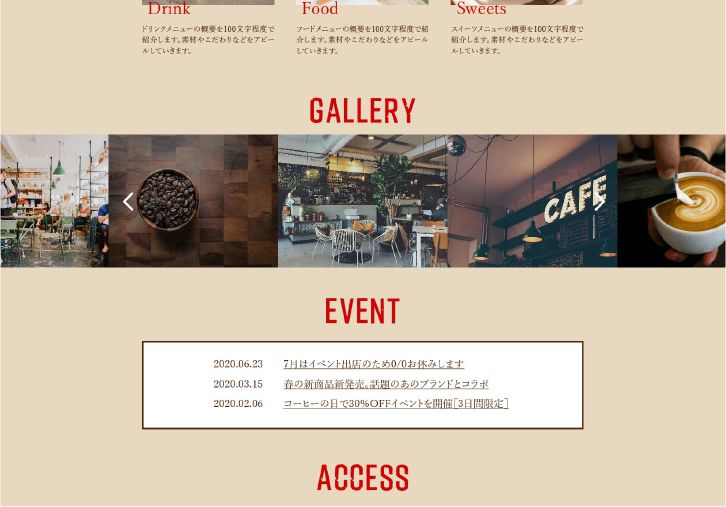 Drink
Food
Sweets
ドリンクメニューの概要を100文字程度で
紹介します。素材やこだわりなどをアピー
ルしていきます。
フードメニューの概要を100文字程度で紹
介します。素材やこだわりなどをアピール
していきます。
スイーツメニューの概要を100文字程度で
紹介します。素材やこだわりなどをアピー
ルしていきます。
GALLERY
CAFE
EVENT
2020.06.23 7月はイベント出店のため0/0お休みします
2020.03.15 春の新商品新発売。話題のあのブランドとコラボ
2020.02.06 コーヒーの日で30%OFFイベントを開催［3日間限定］
ACCESS